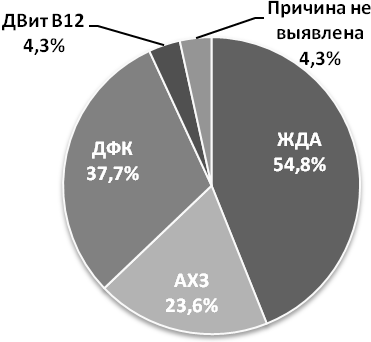 ДВит В12
4,3%
Причина не
выявлена
4,3%
ЖДА
54,8%
ДФК
37,7%
АХЗ
23,6%